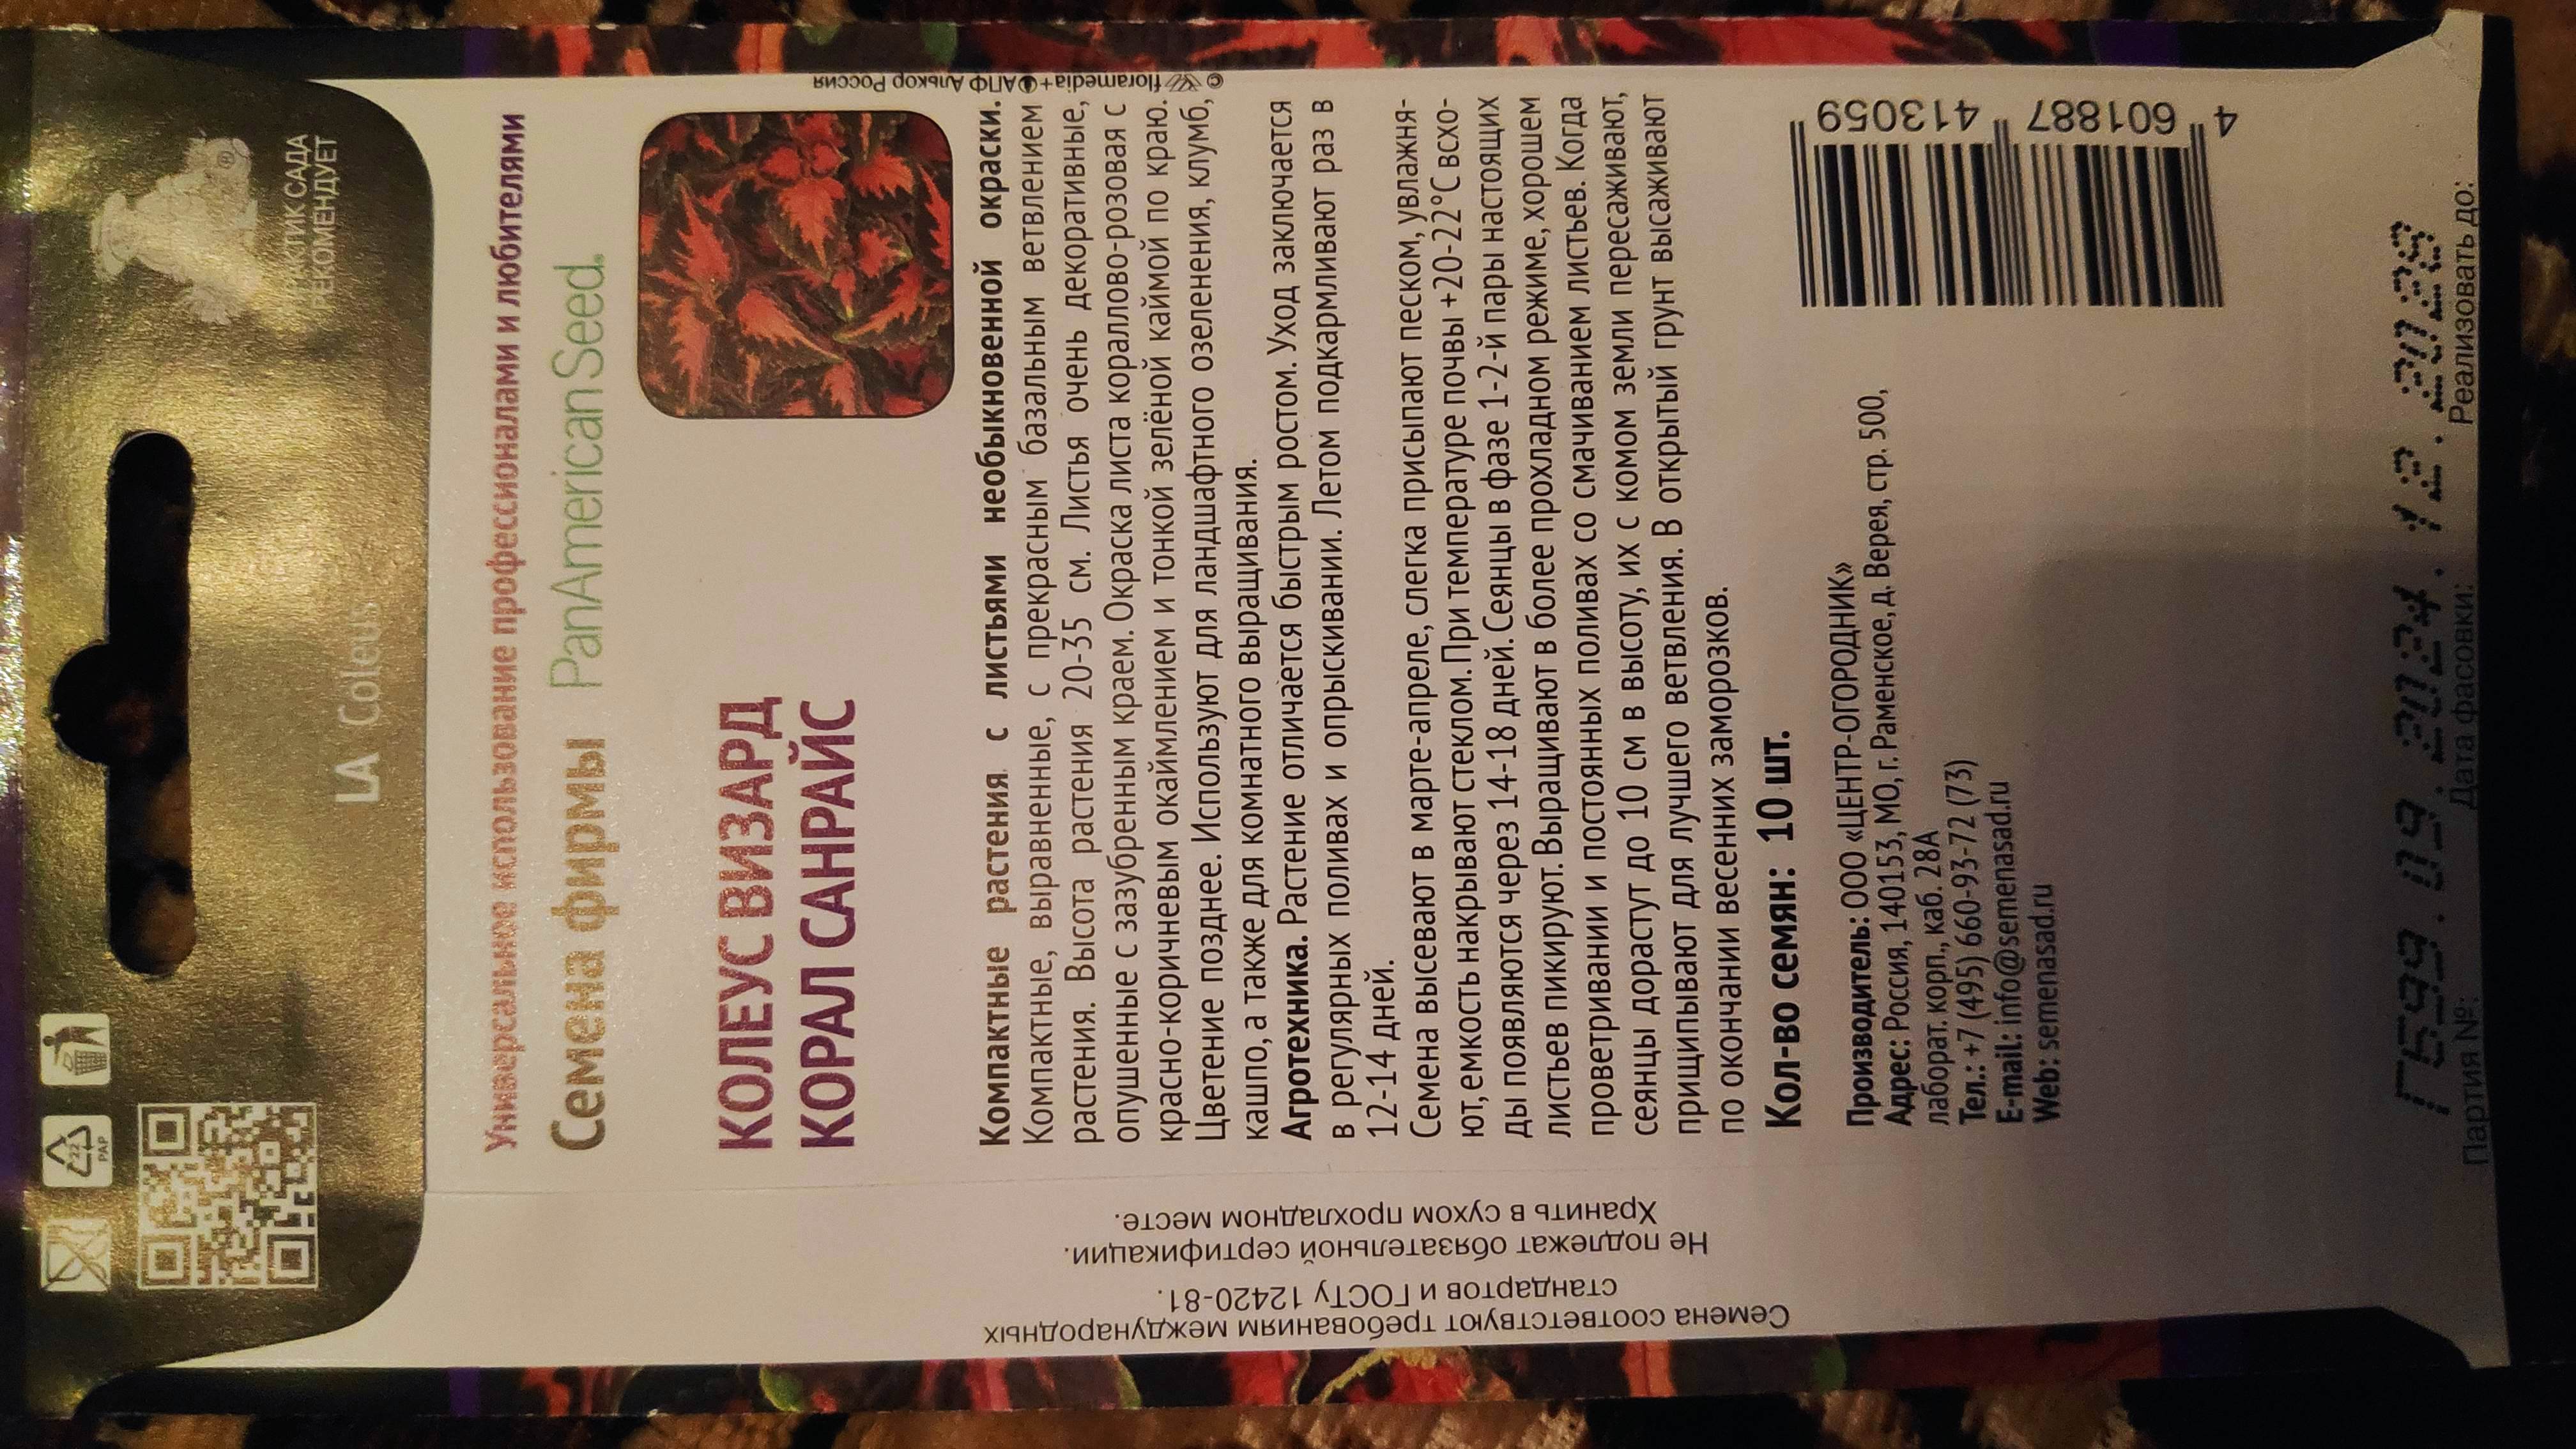 ПРАКТИК САДА
РЕКОМЕНДУЕТ
®
22
PAP
LA Coleus
Универсальное использование профессионалами и любителями
Семена фирмы PanAmerican Seed.
КОЛЕУС ВИЗАРД
КОРАЛ САНРАЙС
© floramedia+АПФ Алькор Россия
Компактные растения с листьями необыкновенной окраски.
Компактные, выравненные, с прекрасным базальным ветвлением
растения. Высота растения 20-35 см. Листья очень декоративные,
опушенные с зазубренным краем. Окраска листа кораллово-розовая с
красно-коричневым окаймлением и тонкой зелёной каймой по краю.
Цветение позднее. Используют для ландшафтного озеленения, клумб,
кашпо, а также для комнатного выращивания.
Агротехника. Растение отличается быстрым ростом. Уход заключается
в регулярных поливах и опрыскивании. Летом подкармливают раз в
12-14 дней.
Семена высевают в марте-апреле, слегка присыпают песком, увлажня-
ют, емкость накрывают стеклом. При температуре почвы +20-22°С всхо-
ды появляются через 14-18 дней. Сеянцы в фазе 1-2-й пары настоящих
листьев пикируют. Выращивают в более прохладном режиме, хорошем
проветривании и постоянных поливах со смачиванием листьев. Когда
сеянцы дорастут до 10 см в высоту, их с комом земли пересаживают,
прищипывают для лучшего ветвления. В открытый грунт высаживают
по окончании весенних заморозков.
Кол-во семян: 10 шт.
Производитель: ООО «ЦЕНТР-ОГОРОДНИК»
Адрес: Россия, 140153, МО, г. Раменское, д. Верея, стр. 500,
лаборат. корп., каб. 28А
Тел.: +7 (495) 660-93-72 (73)
E-mail: info@semenasad.ru
Web: semenasad.ru
4 601887 413059
П699.09.2024.12.2028
Партия №: Дата фасовки: Реализовать до:
Семена соответствуют требованиям международных
стандартов и ГОСТу 12420-81.
Не подлежат обязательной сертификации.
Хранить в сухом прохладном месте.